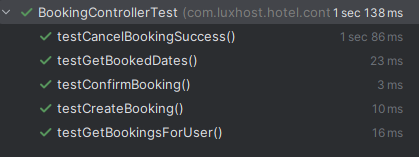 BookingControllerTest (com.luxhost.hotel.cont 1 sec 138 ms
testCancelBookingSuccess() 1 sec 86 ms
testGetBookedDates() 23 ms
testConfirmBooking() 3 ms
testCreateBooking() 10 ms
testGetBookingsForUser() 16 ms